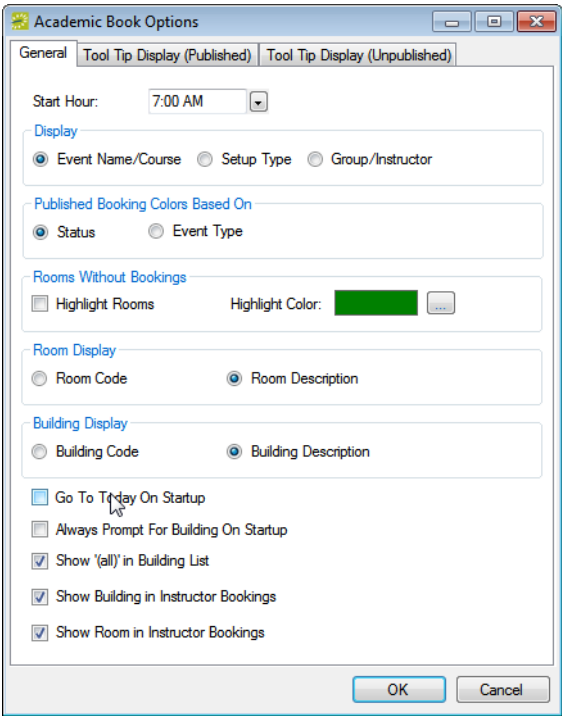 Academic Book Options
General Tool Tip Display (Published) Tool Tip Display (Unpublished)
Start Hour: 7:00 AM
Display
Event Name/Course Setup Type Group/Instructor
Published Booking Colors Based On
Status Event Type
Rooms Without Bookings
Highlight Rooms Highlight Color: ...
Room Display
Room Code Room Description
Building Display
Building Code Building Description
Go To Today On Startup
Always Prompt For Building On Startup
Show '(all)' in Building List
Show Building in Instructor Bookings
Show Room in Instructor Bookings
OK Cancel